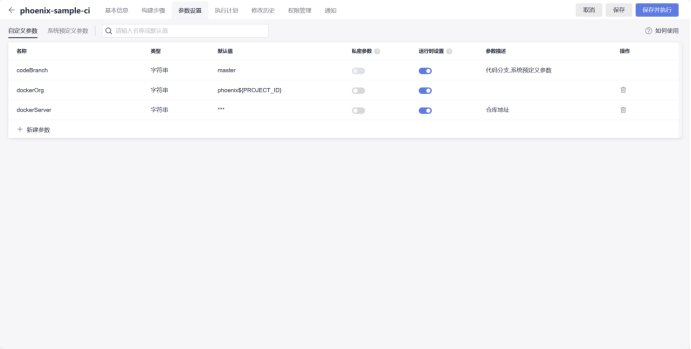 phoenix-sample-ci 基本信息 构建步骤 参数设置 执行计划 修改历史 权限管理 通知 取消 保存 保存并执行
自定义参数 系统预定义参数 请输入名称或默认值 如何使用
名称 类型 默认值 私密参数 运行时设置 参数描述 操作
codeBranch 字符串 master 代码分支,系统预定义参数
dockerOrg 字符串 phoenix${PROJECT_ID}
dockerServer 字符串 *** 仓库地址
新建参数